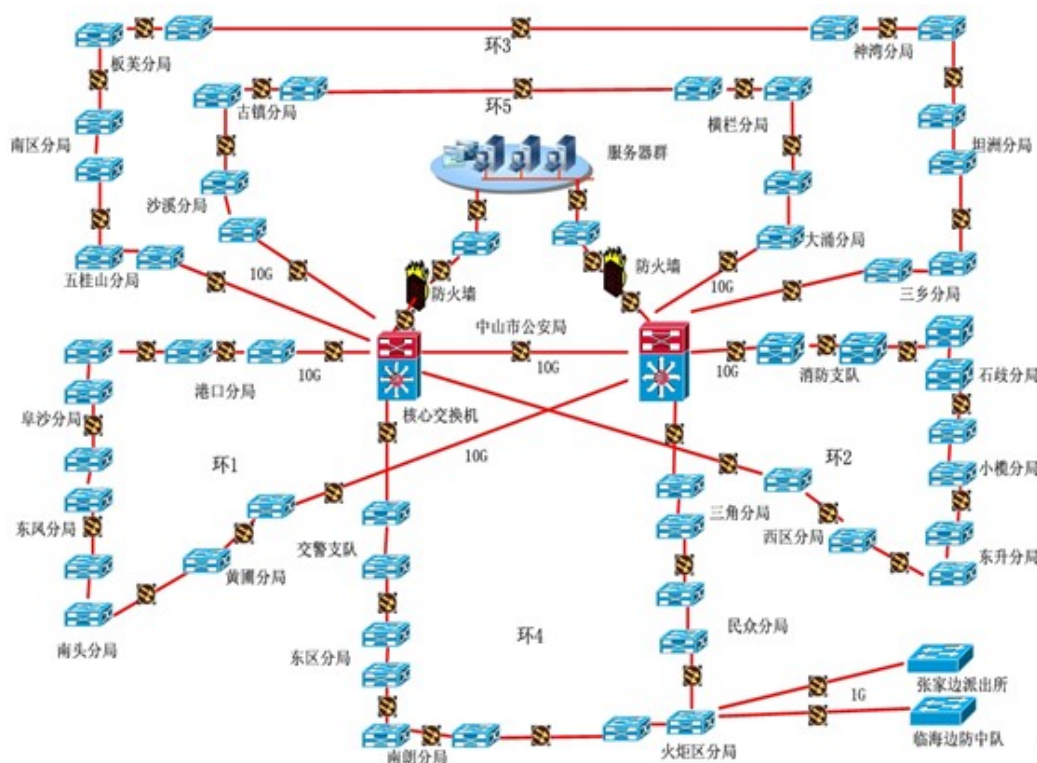 环3
板芙分局
神湾分局
古镇分局
环5
横栏分局
南区分局
服务器群
坦洲分局
沙溪分局
大涌分局
五桂山分局
10G
防火墙
防火墙
10G
三乡分局
中山市公安局
10G
10G
10G
港口分局
消防支队
石歧分局
阜沙分局
核心交换机
环1
10G
环2
小榄分局
三角分局
东凤分局
交警支队
西区分局
黄圃分局
东升分局
南头分局
环4
东区分局
民众分局
张家边派出所
1G
南朗分局
火炬区分局
临海边防中队